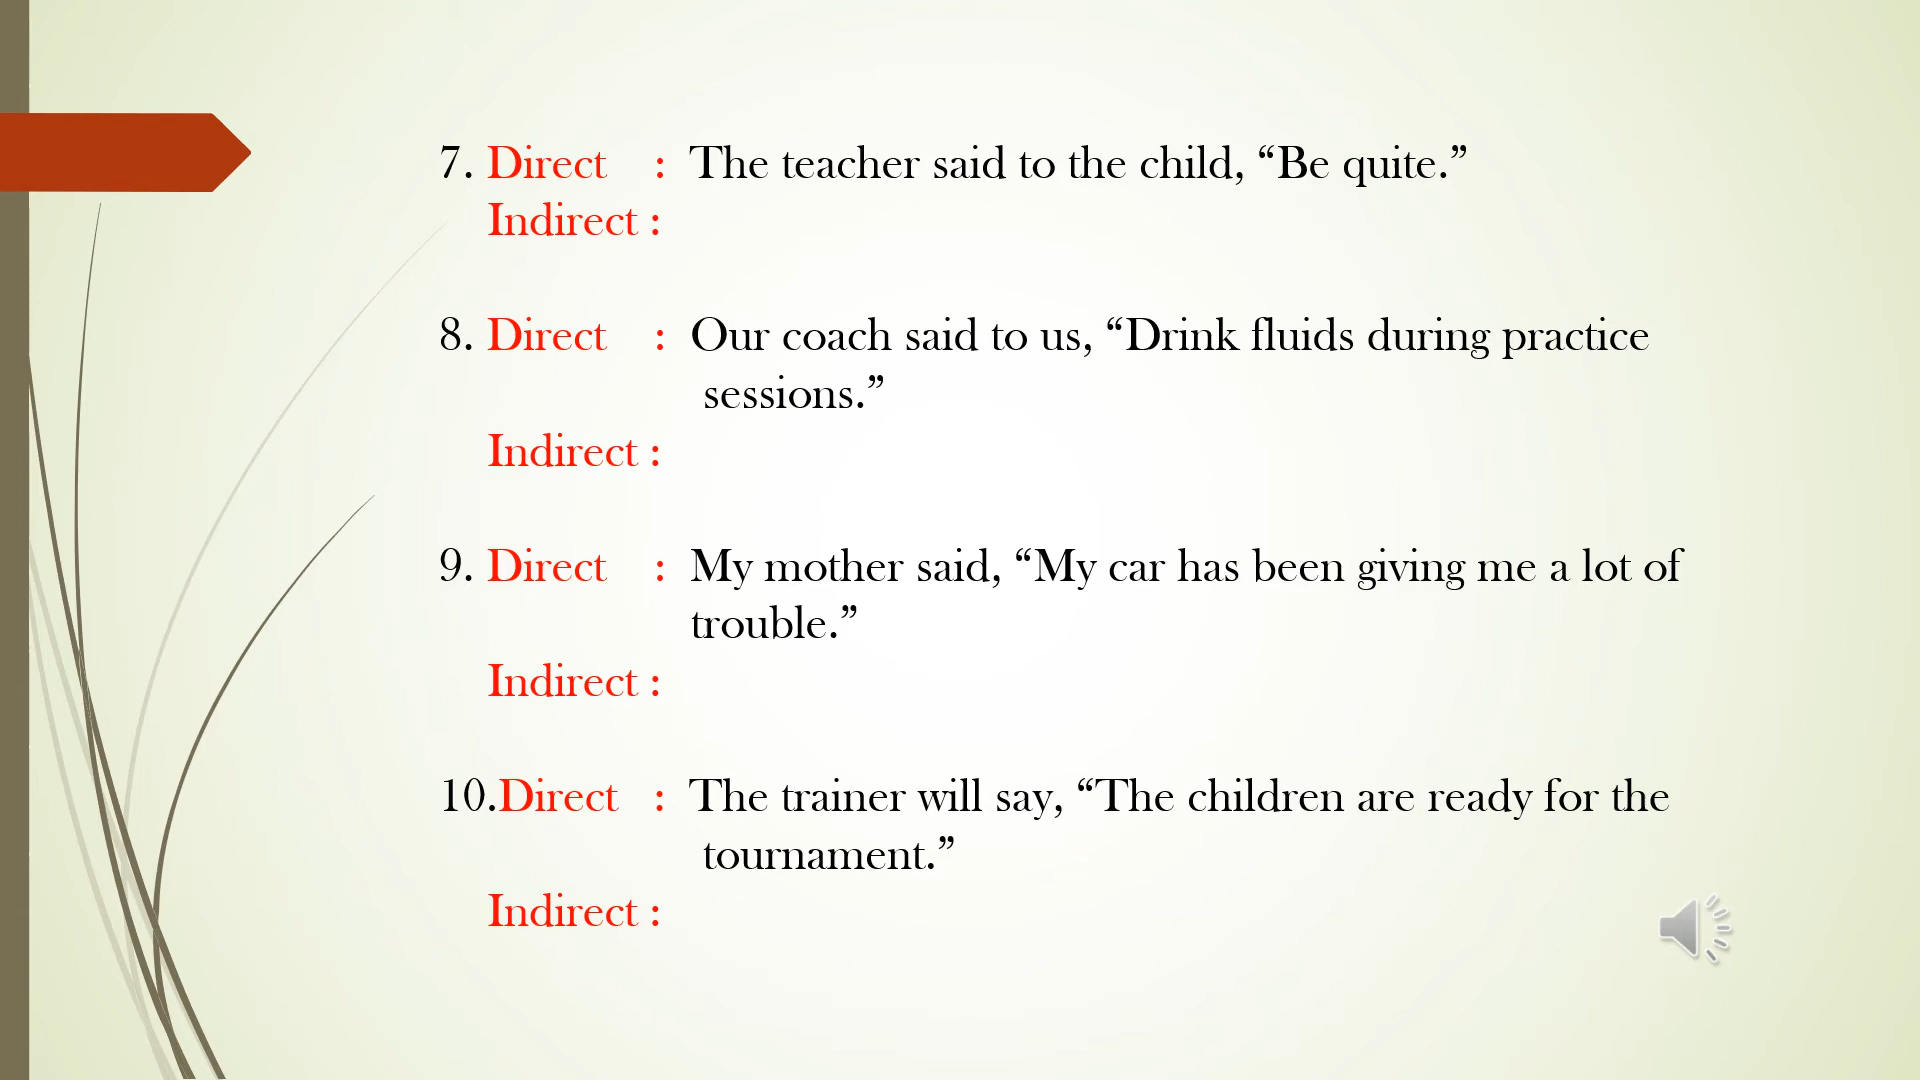 7. Direct : The teacher said to the child, “Be quite.”
Indirect :
8. Direct : Our coach said to us, “Drink fluids during practice
sessions.”
Indirect :
9. Direct : My mother said, “My car has been giving me a lot of
trouble.”
Indirect :
10.Direct : The trainer will say, “The children are ready for the
tournament.”
Indirect :